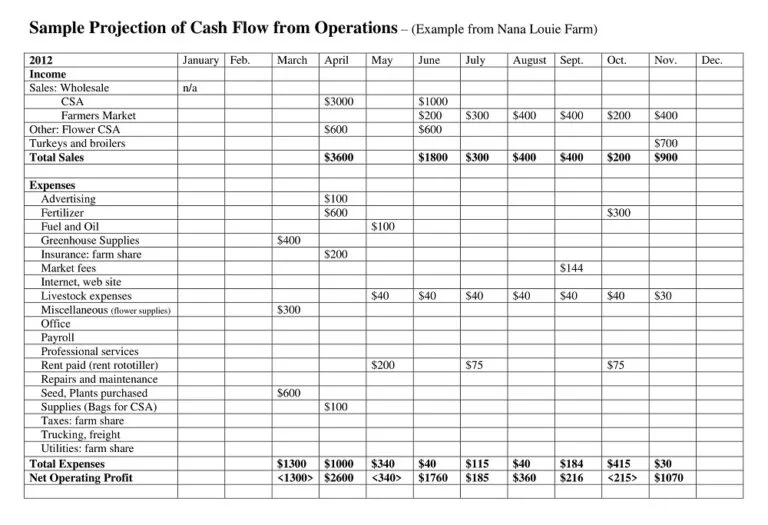 Sample Projection of Cash Flow from Operations – (Example from Nana Louie Farm)
2012 January Feb. March April May June July August Sept. Oct. Nov. Dec.
Income
Sales: Wholesale n/a
CSA $3000 $1000
Farmers Market $200 $300 $400 $400 $200 $400
Other: Flower CSA $600 $600
Turkeys and broilers $700
Total Sales $3600 $1800 $300 $400 $400 $200 $900
Expenses
Advertising $100
Fertilizer $600 $300
Fuel and Oil $100
Greenhouse Supplies $400
Insurance: farm share $200
Market fees $144
Internet, web site
Livestock expenses $40 $40 $40 $40 $40 $40 $30
Miscellaneous (flower supplies) $300
Office
Payroll
Professional services
Rent paid (rent rototiller) $200 $75 $75
Repairs and maintenance
Seed, Plants purchased $600
Supplies (Bags for CSA) $100
Taxes: farm share
Trucking, freight
Utilities: farm share
Total Expenses $1300 $1000 $340 $40 $115 $40 $184 $415 $30
Net Operating Profit <1300> $2600 <340> $1760 $185 $360 $216 <215> $1070